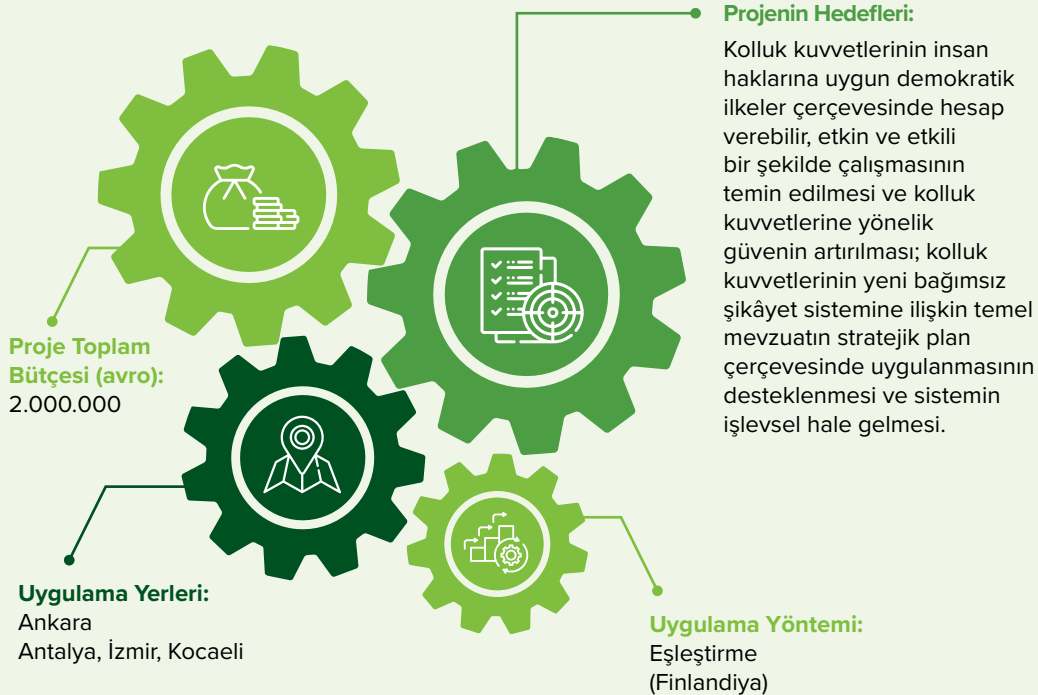 Projenin Hedefleri:
Kolluk kuvvetlerinin insan
haklarına uygun demokratik
ilkeler çerçevesinde hesap
verebilir, etkin ve etkili
bir şekilde çalışmasının
temin edilmesi ve kolluk
kuvvetlerine yönelik
güvenin artırılması; kolluk
kuvvetlerinin yeni bağımsız
şikâyet sistemine ilişkin temel
mevzuatın stratejik plan
çerçevesinde uygulanmasının
desteklenmesi ve sistemin
işlevsel hale gelmesi.
Proje Toplam
Bütçesi (avro):
2.000.000
Uygulama Yerleri:
Ankara
Antalya, İzmir, Kocaeli
Uygulama Yöntemi:
Eşleştirme
(Finlandiya)